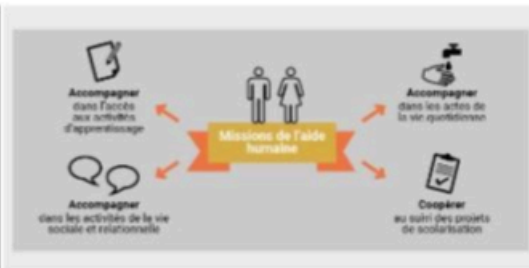 Accompagner
dans l'accès
aux activités
d'apprentissage
Accompagner
dans les actes de
la vie quotidienne
Missions de l'aide
humaine
Accompagner
dans les activités de la vie
sociale et relationnelle
Coopérer
au suivi des projets
de scolarisation